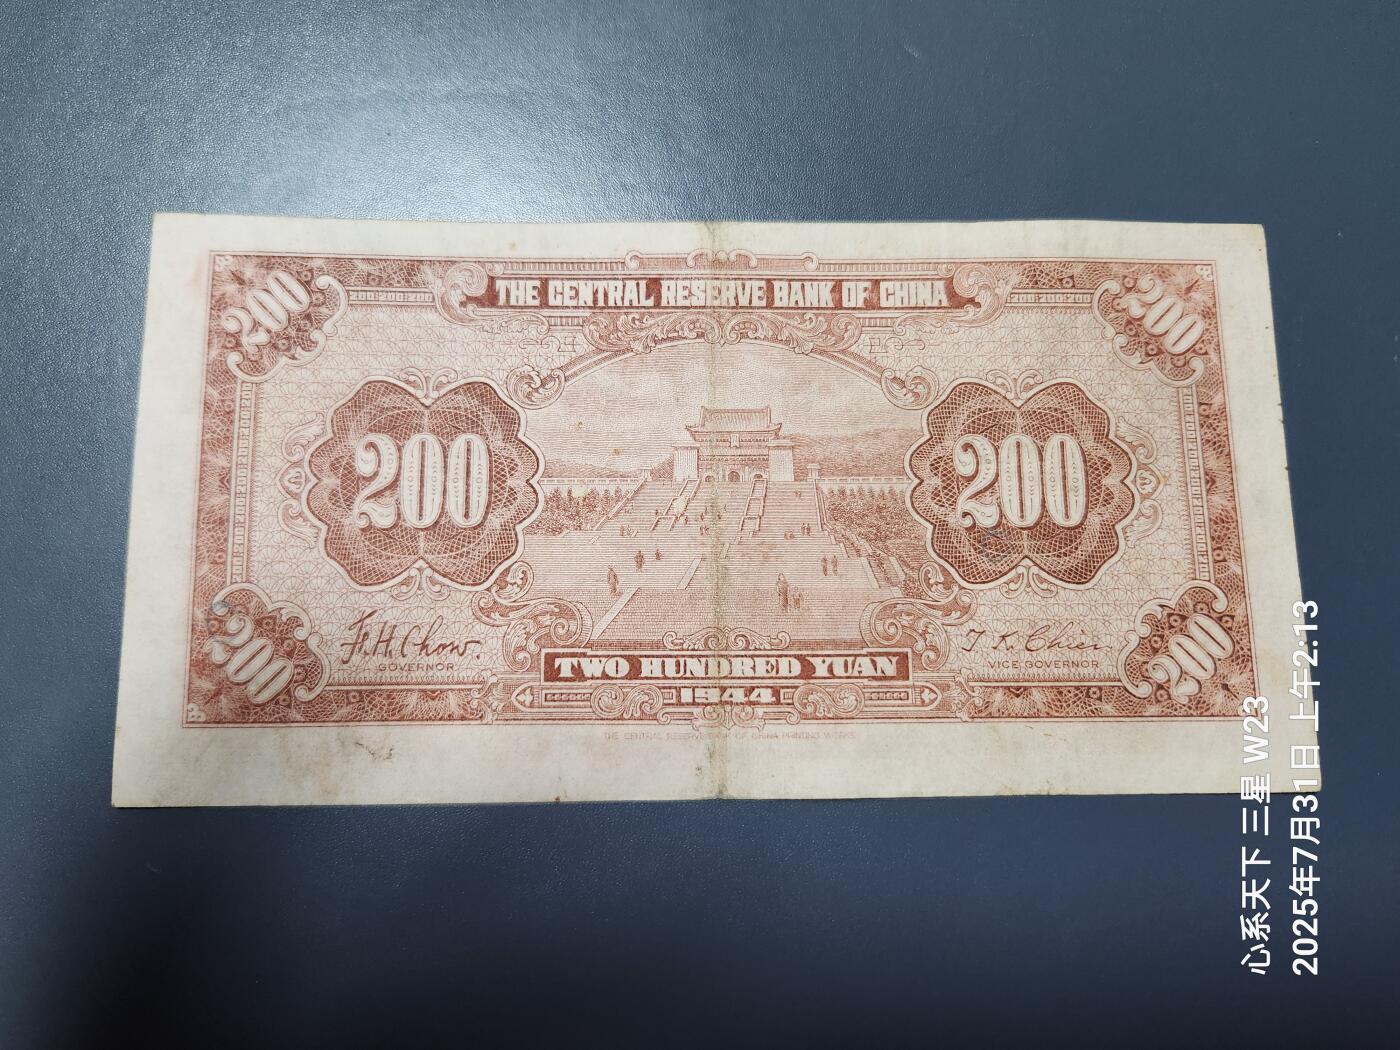 THE CENTRAL RESERVE BANK OF CHINA
200
200
200
200
F. H. Chow.
GOVERNOR
T. K. Chien
VICE GOVERNOR
200
200
TWO HUNDRED YUAN
1944
THE CENTRAL RESERVE BANK OF CHINA PRINTING WORKS
心系天下 三星 W23
2025年7月31日 上午2:13